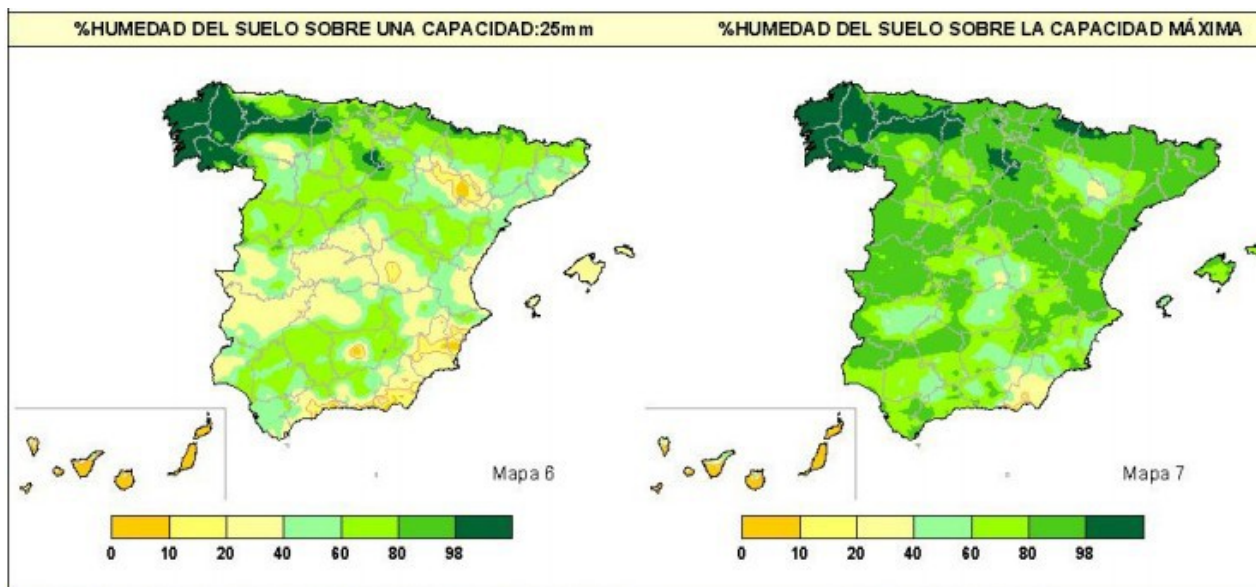 %HUMEDAD DEL SUELO SOBRE UNA CAPACIDAD:25mm
%HUMEDAD DEL SUELO SOBRE LA CAPACIDAD MÁXIMA
Mapa 6
Mapa 7
0 10 20 40 60 80 98
0 10 20 40 60 80 98